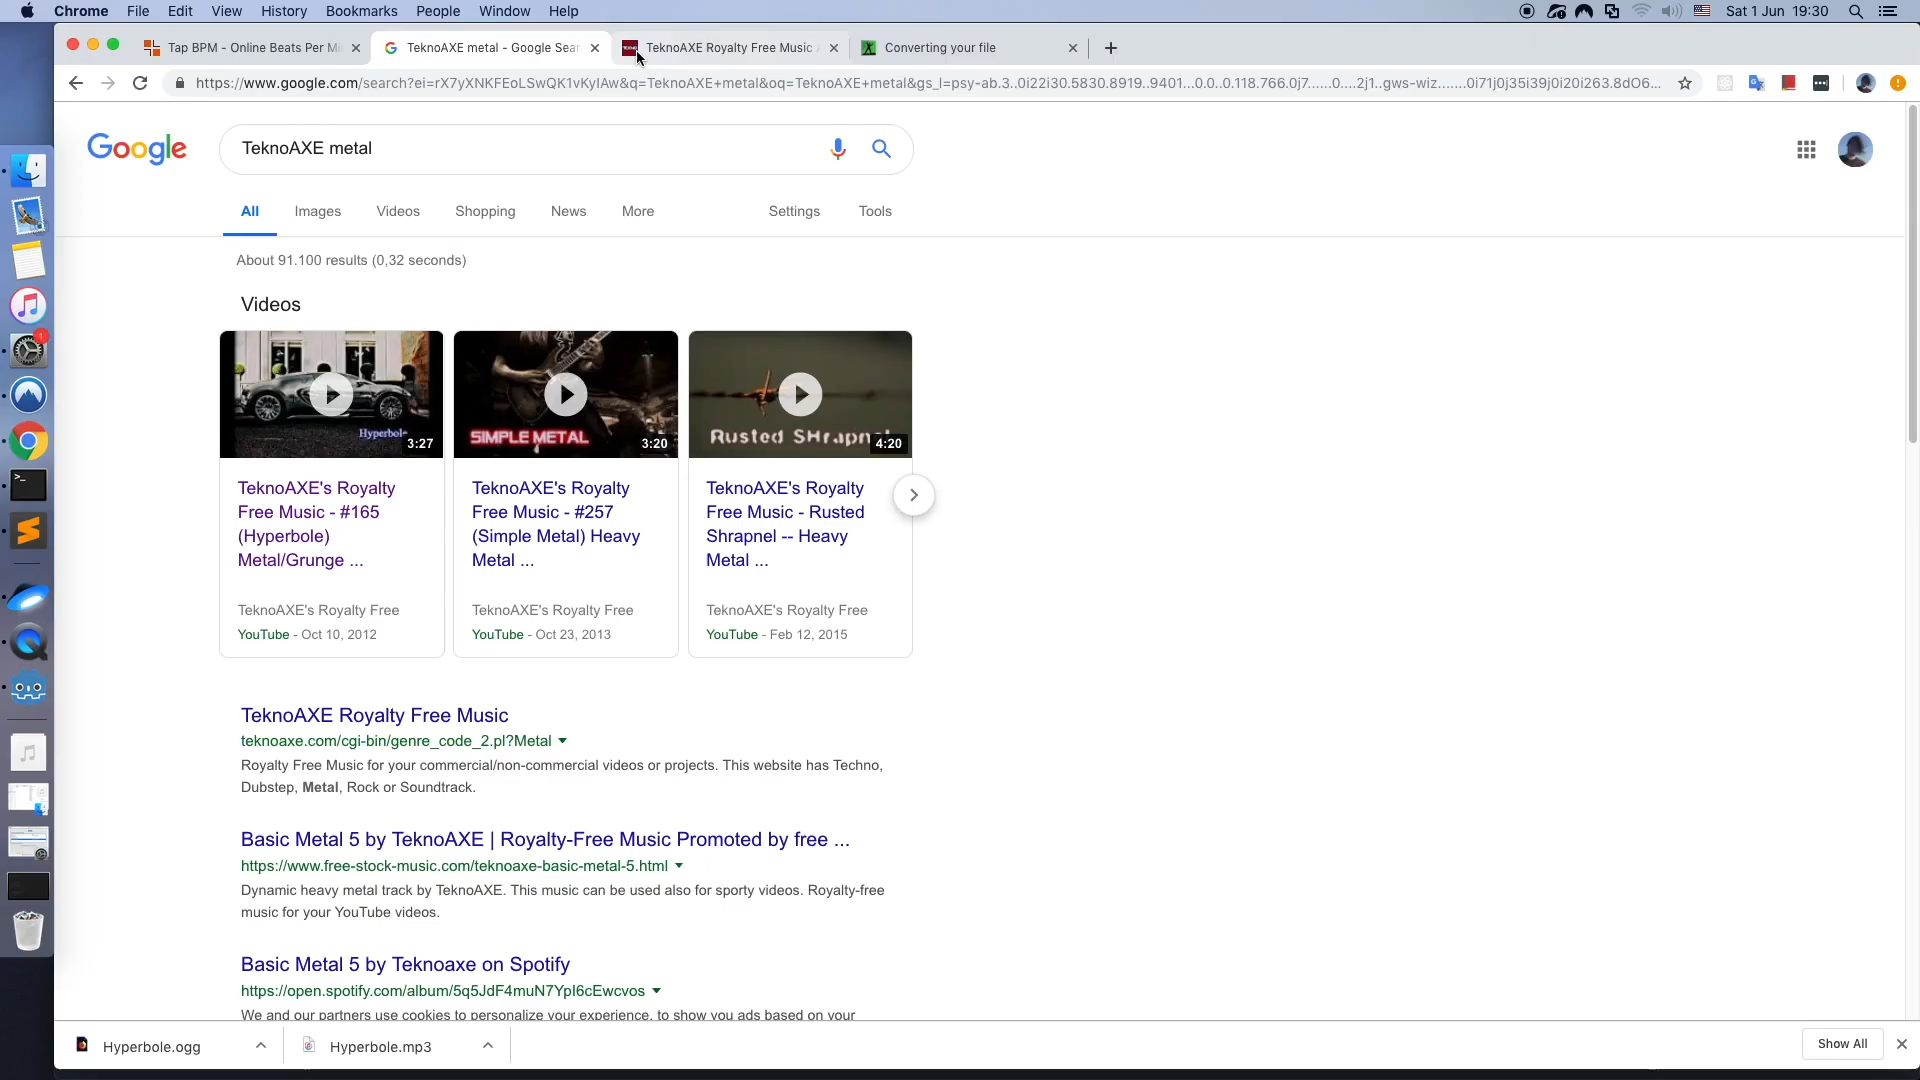 Chrome File Edit View History Bookmarks People Window Help Sat 1 Jun 19:30
Tap BPM - Online Beats Per Mi TeknoAXE metal - Google Sear TeknoAXE Royalty Free Music Converting your file
https://www.google.com/search?ei=rX7yXNKFEoLSwQK1vKyIAw&q=TeknoAXE+metal&oq=TeknoAXE+metal&gs_l=psy-ab.3..0i22i30.5830.8919..9401...0.0..0.118.766.0j7......0....2j1..gws-wiz.......0i71j0j35i39j0i20i263.8dO6...
Google TeknoAXE metal
All Images Videos Shopping News More Settings Tools
About 91.100 results (0,32 seconds)
Videos
Hyperbole 3:27
SIMPLE METAL 3:20
Rusted SHrapnel 4:20
TeknoAXE's Royalty
Free Music - #165
(Hyperbole)
Metal/Grunge ...
TeknoAXE's Royalty Free
YouTube - Oct 10, 2012
TeknoAXE's Royalty
Free Music - #257
(Simple Metal) Heavy
Metal ...
TeknoAXE's Royalty Free
YouTube - Oct 23, 2013
TeknoAXE's Royalty
Free Music - Rusted
Shrapnel -- Heavy
Metal ...
TeknoAXE's Royalty Free
YouTube - Feb 12, 2015
TeknoAXE Royalty Free Music
teknoaxe.com/cgi-bin/genre_code_2.pl?Metal
Royalty Free Music for your commercial/non-commercial videos or projects. This website has Techno,
Dubstep, Metal, Rock or Soundtrack.
Basic Metal 5 by TeknoAXE | Royalty-Free Music Promoted by free ...
https://www.free-stock-music.com/teknoaxe-basic-metal-5.html
Dynamic heavy metal track by TeknoAXE. This music can be used also for sporty videos. Royalty-free
music for your YouTube videos.
Basic Metal 5 by Teknoaxe on Spotify
https://open.spotify.com/album/5q5JdF4muN7YpI6cEwcvos
We and our partners use cookies to personalize your experience, to show you ads based on your
Hyperbole.ogg Hyperbole.mp3 Show All